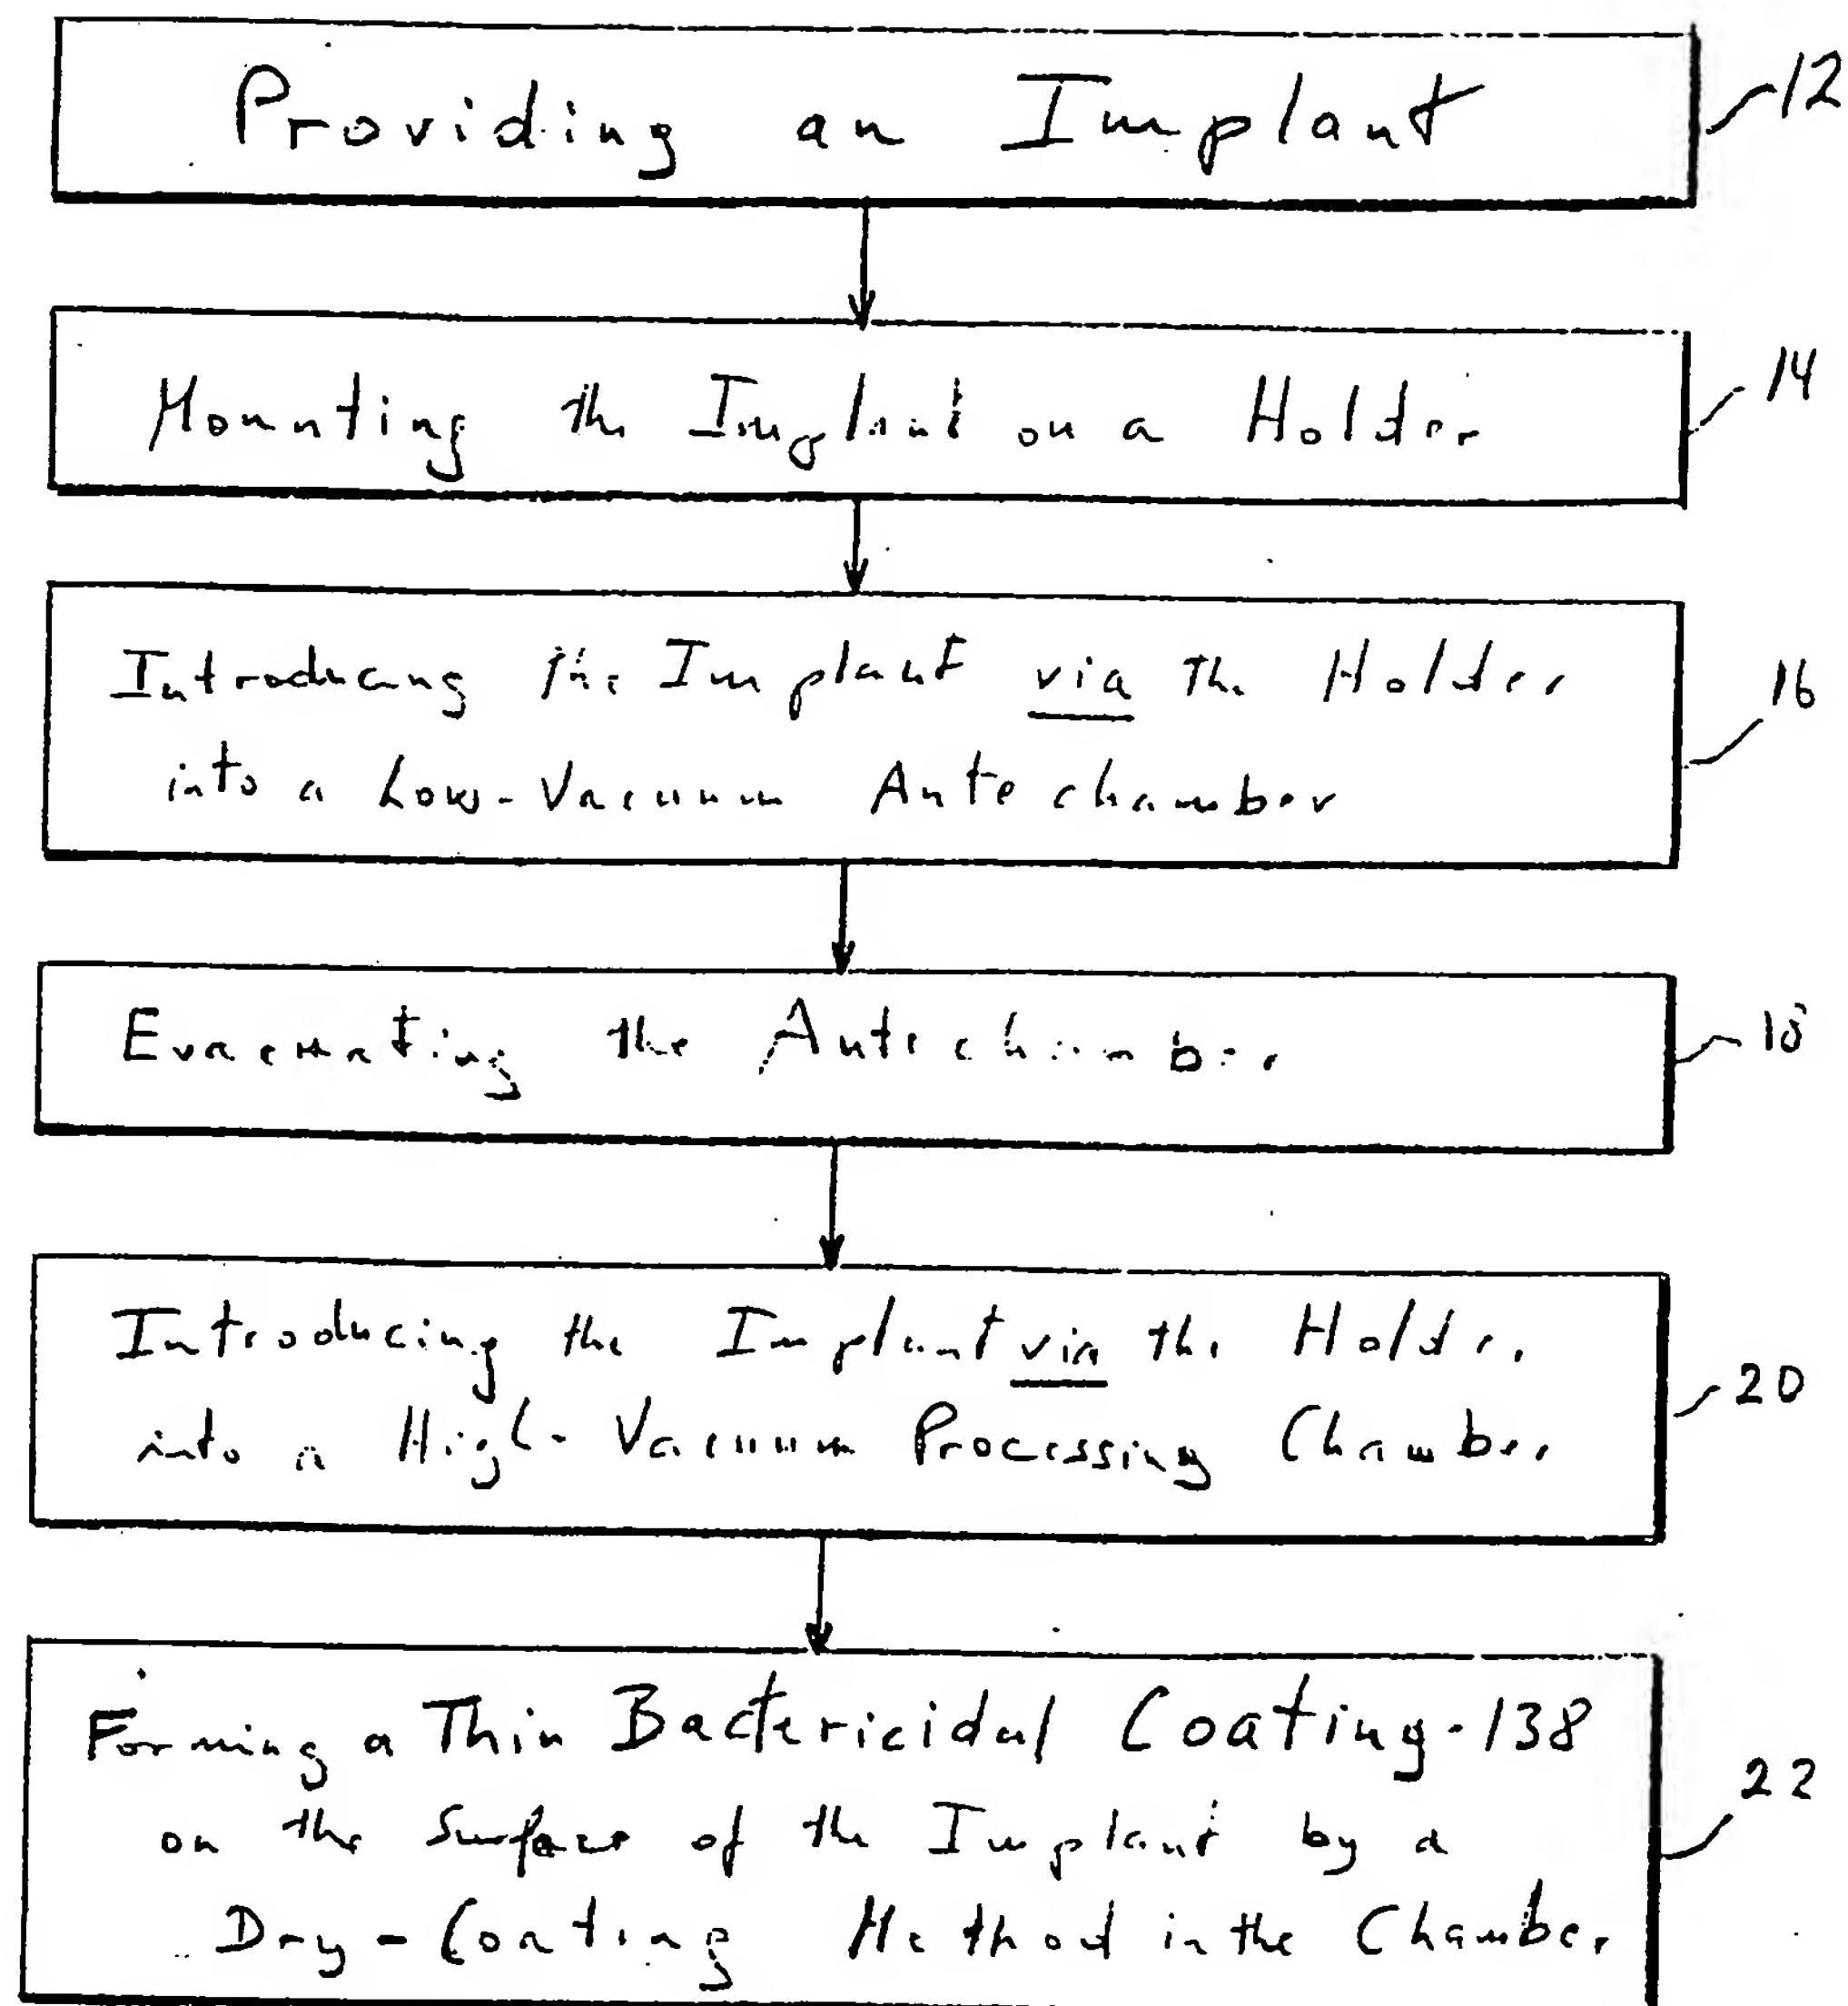 Providing an Implant
12
Mounting the Implant on a Holder
14
Introducing the Implant via the Holder
into a Low-Vacuum Antechamber
16
Evacuating the Antechamber
18
Introducing the Implant via the Holder
into a High-Vacuum Processing Chamber
20
Forming a Thin Bactericidal Coating-138
on the Surface of the Implant by a
Dry-Coating Method in the Chamber
22